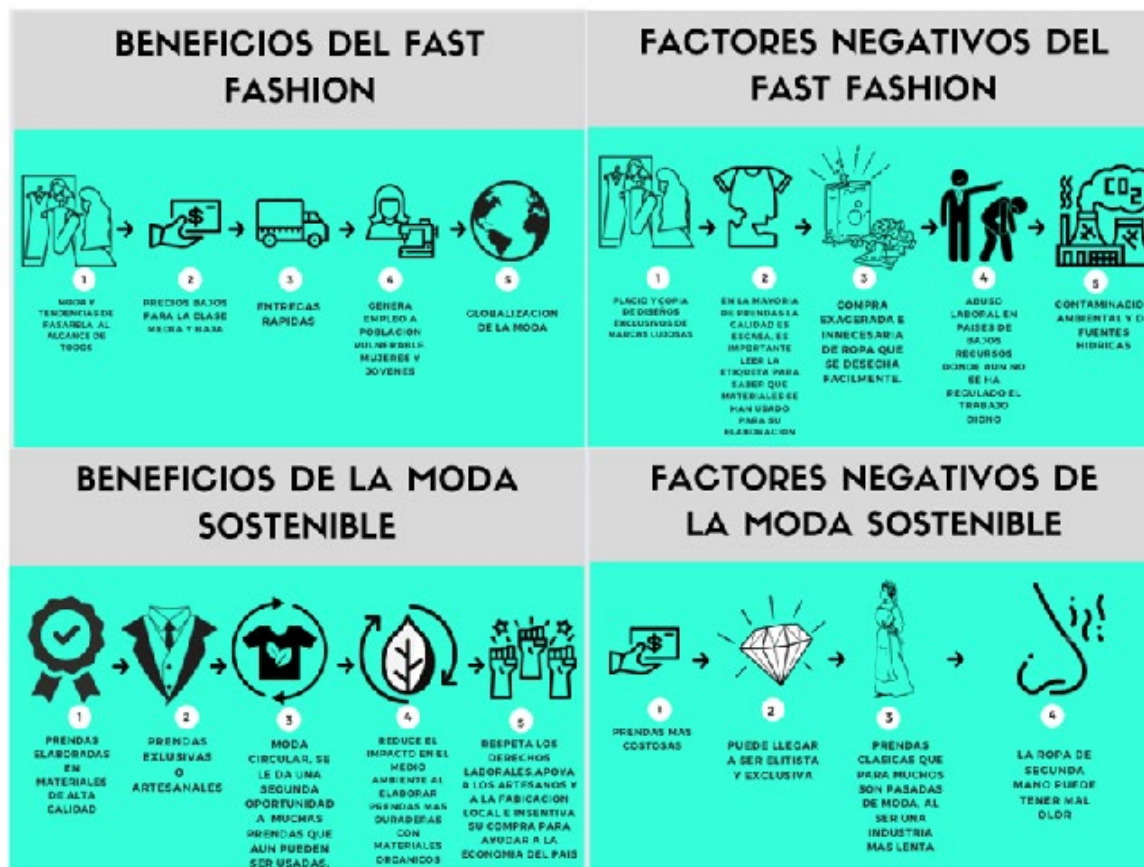 BENEFICIOS DEL FAST
FASHION
1
MODA Y
TENDENCIAS DE
PASARELA AL
ALCANCE DE
TODOS
2
PRECIOS BAJOS
PARA LA CLASE
MEDIA Y BAJA
3
ENTREGAS
RAPIDAS
4
GENERA
EMPLEO A
POBLACION
VULNERABLE,
MUJERES Y
JOVENES
5
GLOBALIZACION
DE LA MODA
FACTORES NEGATIVOS DEL
FAST FASHION
1
PLAGIO Y COPIA
DE DISEÑOS
EXCLUSIVOS DE
MARCAS LUJOSAS
2
EN LA MAYORIA
DE PRENDAS LA
CALIDAD ES
ESCASA, ES
IMPORTANTE
LEER LA
ETIQUETA PARA
SABER QUE
MATERIALES SE
HAN USADO
PARA SU
ELABORACION
3
COMPRA
EXAGERADA E
INNECESARIA
DE ROPA QUE
SE DESECHA
FACILMENTE.
4
ABUSO
LABORAL EN
PAISES DE
BAJOS
RECURSOS
DONDE AUN NO
SE HA
REGULADO EL
TRABAJO
DIGNO
CO2
5
CONTAMINACIO
AMBIENTAL Y D
FUENTES
HIDRICAS
BENEFICIOS DE LA MODA
SOSTENIBLE
1
PRENDAS
ELABORADAS
EN
MATERIALES
DE ALTA
CALIDAD
2
PRENDAS
EXLUSIVAS
O
ARTESANALES
3
MODA
CIRCULAR, SE
LE DA UNA
SEGUNDA
OPORTUNIDAD
A MUCHAS
PRENDAS QUE
AUN PUEDEN
SER USADAS.
4
REDUCE EL
IMPACTO EN EL
MEDIO
AMBIENTE AL
ELABORAR
PRENDAS MAS
DURADERAS
CON
MATERIALES
ORGANICOS
5
RESPETA LOS
DERECHOS
LABORALES,APOYA
A LOS ARTESANOS Y
A LA FABICACION
LOCAL E INSENTIVA
SU COMPRA PARA
AYUDAR A LA
ECONOMIA DEL PAIS
FACTORES NEGATIVOS DE
LA MODA SOSTENIBLE
$
1
PRENDAS MAS
COSTOSAS
2
PUEDE LLEGAR
A SER ELITISTA
Y EXCLUSIVA
3
PRENDAS
CLASICAS QUE
PARA MUCHOS
SON PASADAS
DE MODA, AL
SER UNA
INDUSTRIA
MAS LENTA
4
LA ROPA DE
SEGUNDA
MANO PUEDE
TENER MAL
OLOR